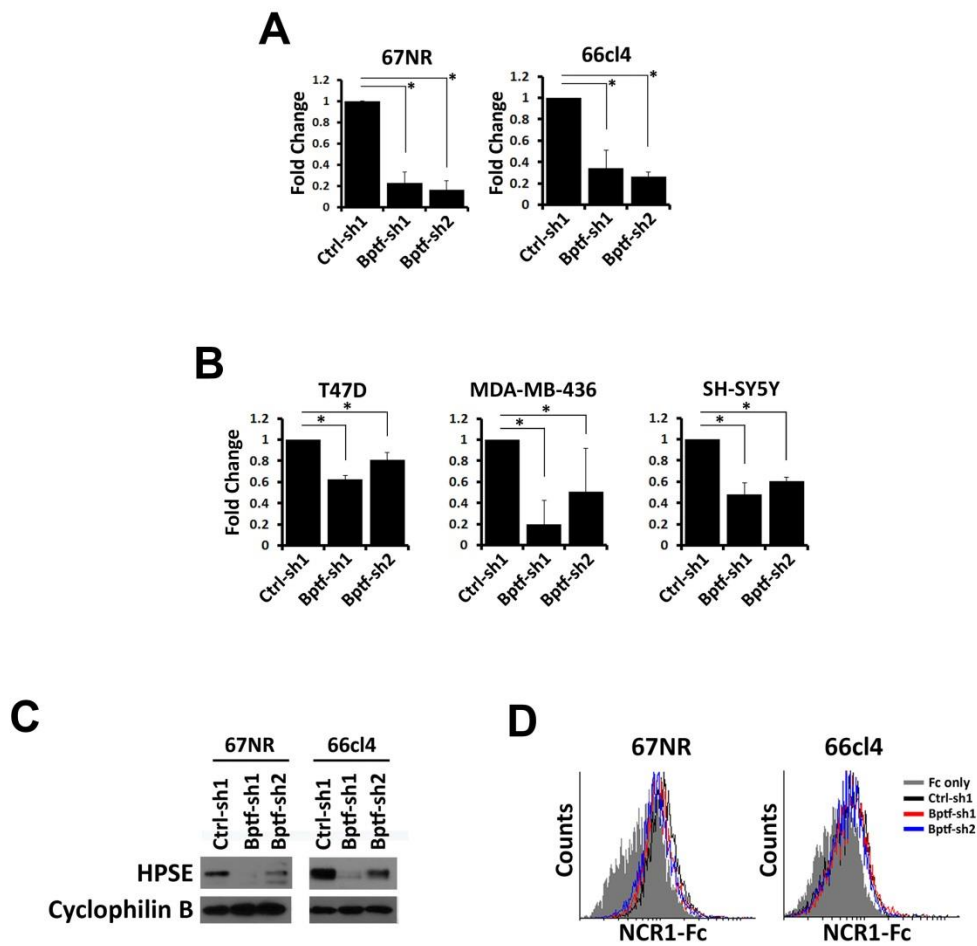 A
67NR
66cl4
Fold Change
1.2
1
0.8
0.6
0.4
0.2
0
*
*
Ctrl-sh1
Bptf-sh1
Bptf-sh2
Fold Change
1.2
1
0.8
0.6
0.4
0.2
0
*
*
Ctrl-sh1
Bptf-sh1
Bptf-sh2
B
T47D
MDA-MB-436
SH-SY5Y
Fold Change
1.2
1
0.8
0.6
0.4
0.2
0
*
*
Ctrl-sh1
Bptf-sh1
Bptf-sh2
1.2
1
0.8
0.6
0.4
0.2
0
*
*
Ctrl-sh1
Bptf-sh1
Bptf-sh2
1.2
1
0.8
0.6
0.4
0.2
0
*
*
Ctrl-sh1
Bptf-sh1
Bptf-sh2
C
67NR
66cl4
Ctrl-sh1
Bptf-sh1
Bptf-sh2
Ctrl-sh1
Bptf-sh1
Bptf-sh2
HPSE
Cyclophilin B
D
67NR
66cl4
Counts
NCR1-Fc
Counts
NCR1-Fc
Fc only
Ctrl-sh1
Bptf-sh1
Bptf-sh2